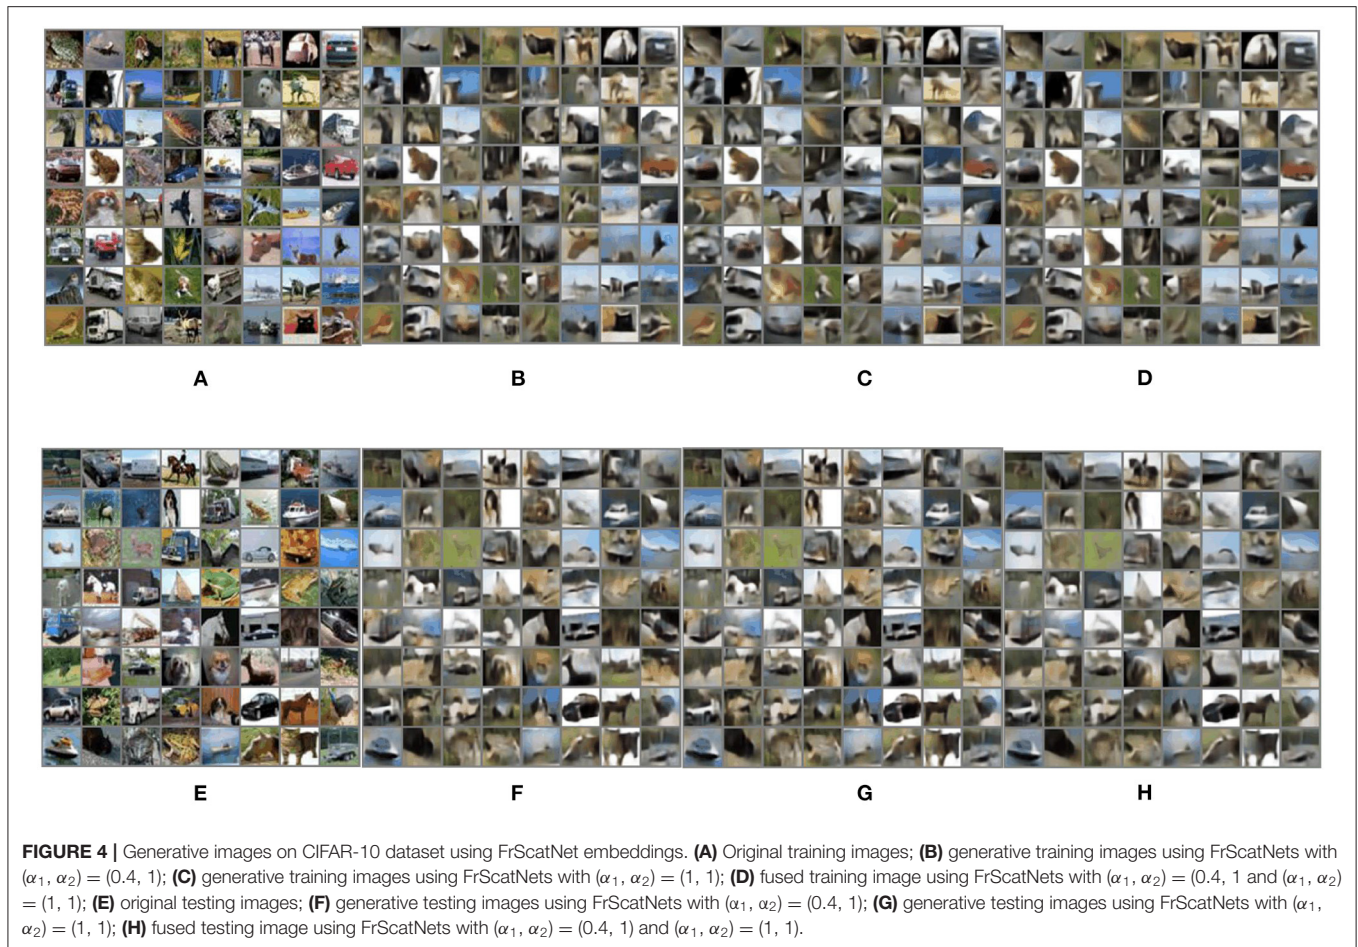 A
B
C
D
E
F
G
H
FIGURE 4 | Generative images on CIFAR-10 dataset using FrScatNet embeddings. (A) Original training images; (B) generative training images using FrScatNets with
(α₁, α₂) = (0.4, 1); (C) generative training images using FrScatNets with (α₁, α₂) = (1, 1); (D) fused training image using FrScatNets with (α₁, α₂) = (0.4, 1 and (α₁, α₂)
= (1, 1); (E) original testing images; (F) generative testing images using FrScatNets with (α₁, α₂) = (0.4, 1); (G) generative testing images using FrScatNets with (α₁,
α₂) = (1, 1); (H) fused testing image using FrScatNets with (α₁, α₂) = (0.4, 1) and (α₁, α₂) = (1, 1).